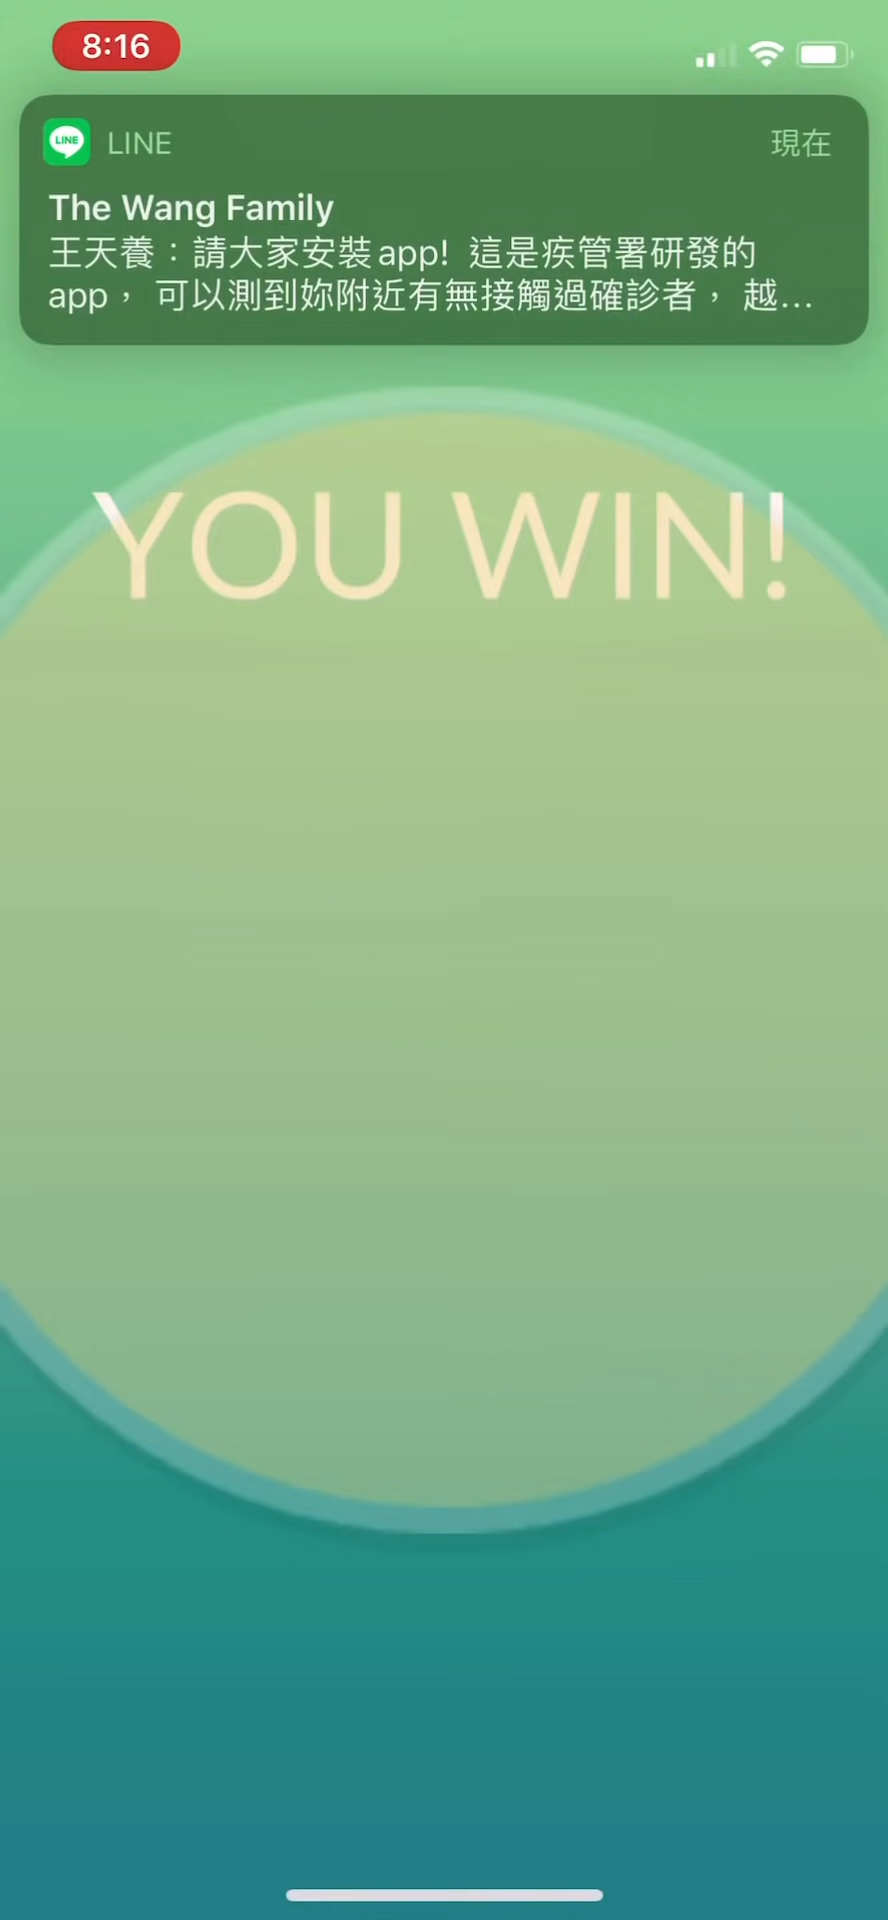 8:16
LINE
LINE
現在
The Wang Family
王天養：請大家安裝app! 這是疾管署研發的
app， 可以測到妳附近有無接觸過確診者， 越...
YOU WIN!